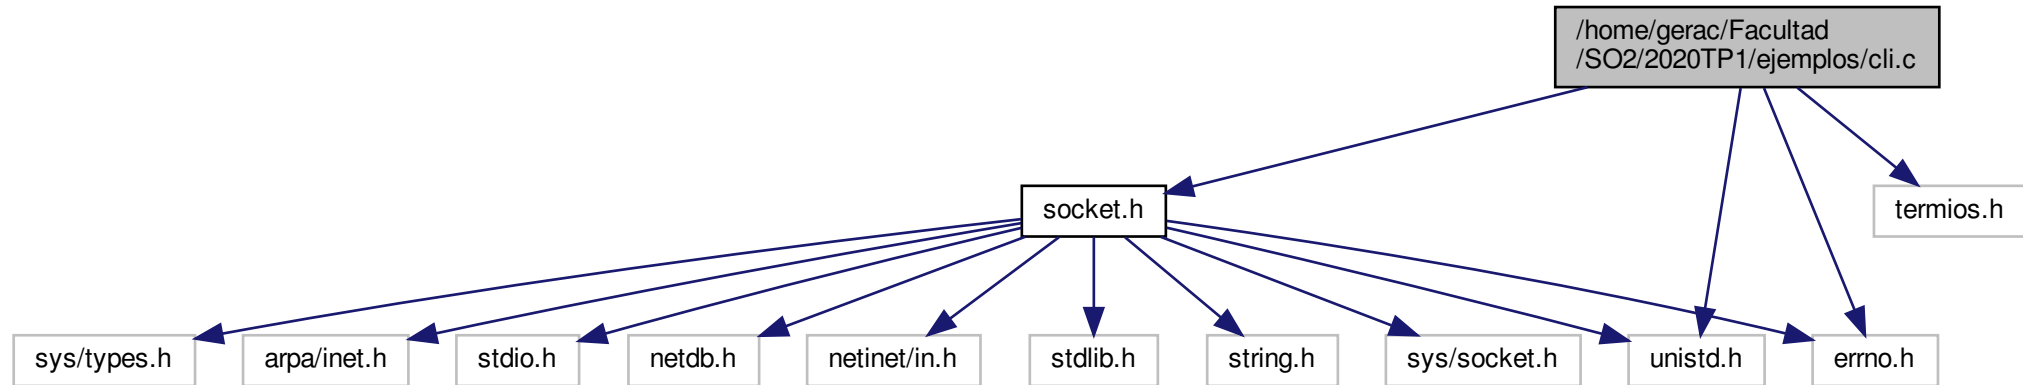 /home/gerac/Facultad
/SO2/2020TP1/ejemplos/cli.c
socket.h
termios.h
sys/types.h
arpa/inet.h
stdio.h
netdb.h
netinet/in.h
stdlib.h
string.h
sys/socket.h
unistd.h
errno.h